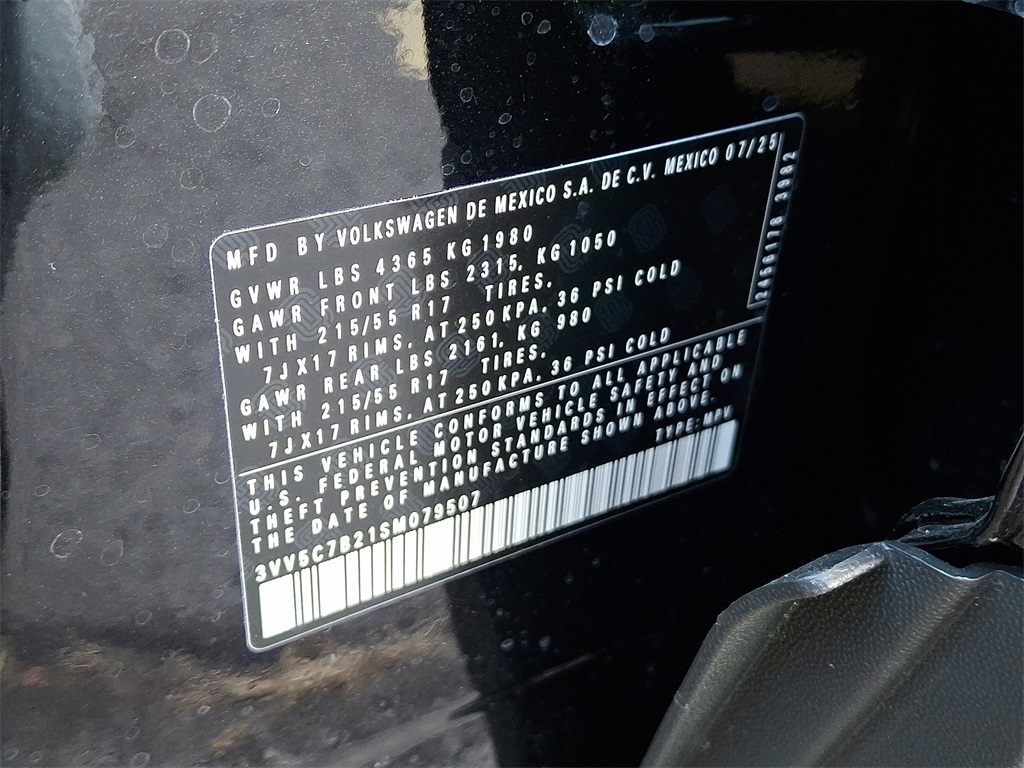 MFD BY VOLKSWAGEN DE MEXICO S.A. DE C.V. MEXICO 07/25
GVWR LBS 4365 KG 1980
GAWR FRONT LBS 2315, KG 1050
WITH 215/55 R17 TIRES,
7JX17 RIMS, AT 250 KPA, 36 PSI COLD
GAWR REAR LBS 2161, KG 980
WITH 215/55 R17 TIRES,
7JX17 RIMS, AT 250 KPA, 36 PSI COLD
THIS VEHICLE CONFORMS TO ALL APPLICABLE
U.S. FEDERAL MOTOR VEHICLE SAFETY AND
THEFT PREVENTION STANDARDS IN EFFECT ON
THE DATE OF MANUFACTURE SHOWN ABOVE.
3VV5C7B21SM079507
TYPE: MPV